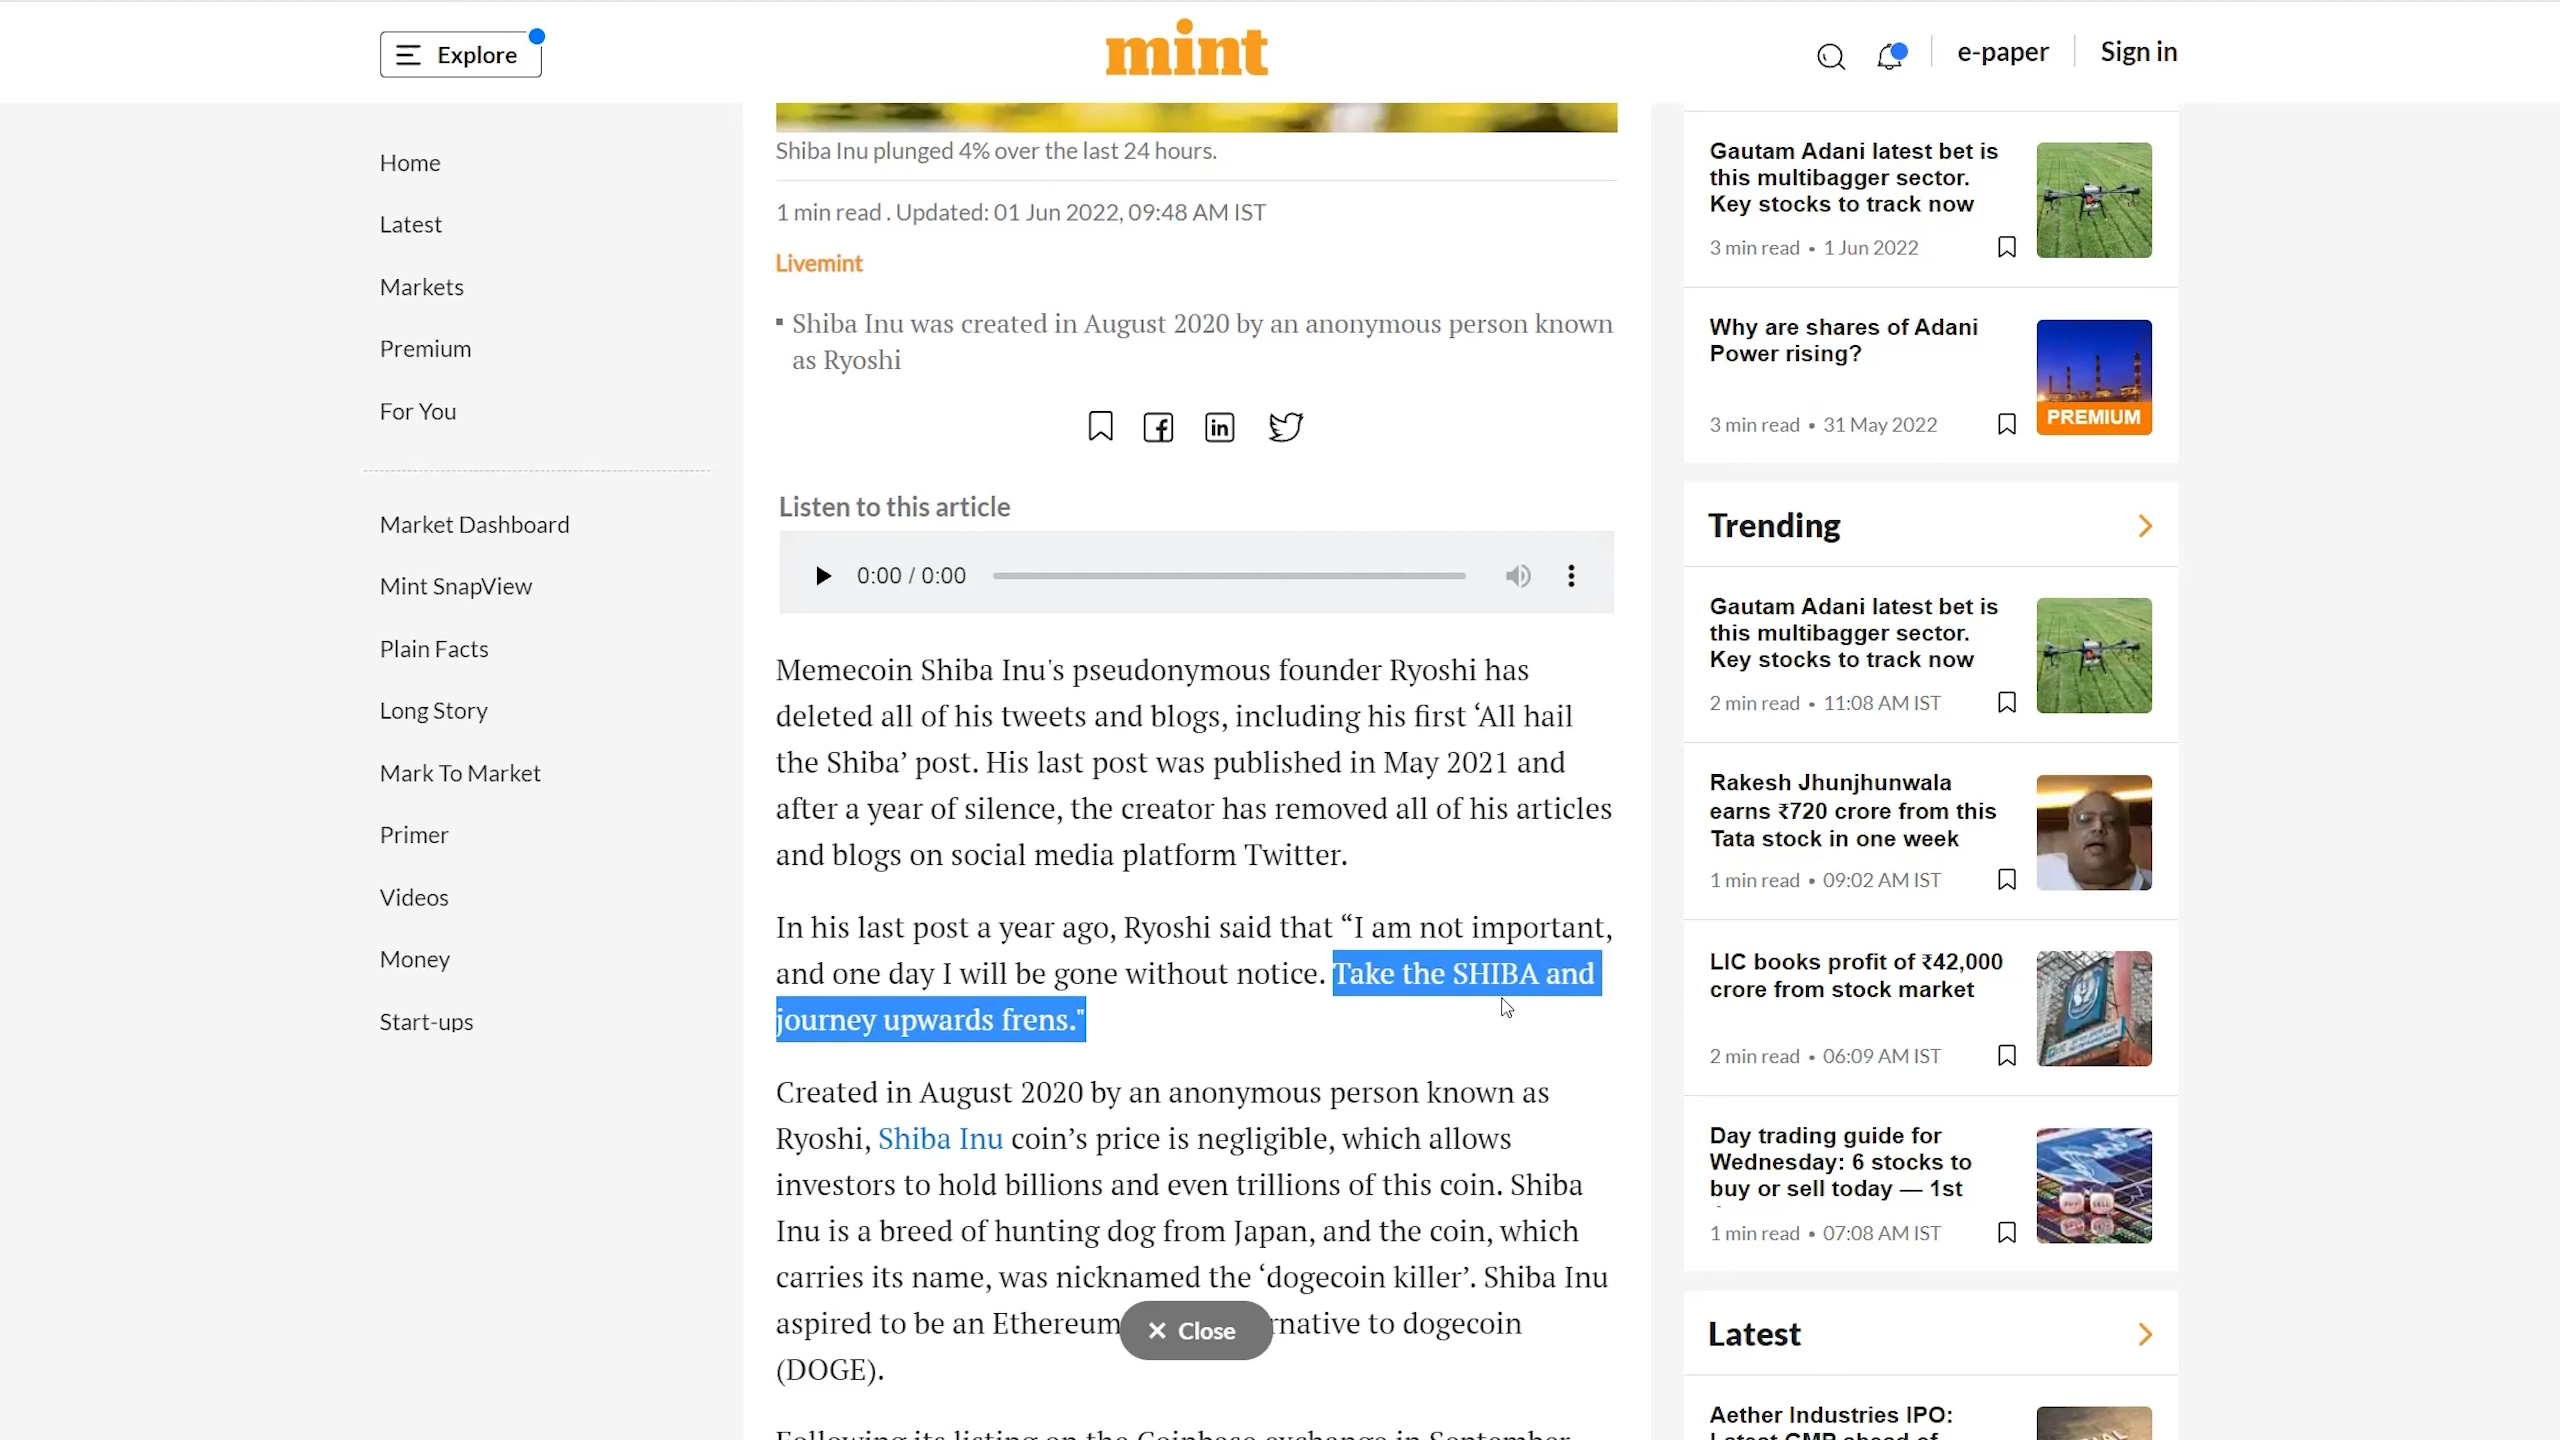 Explore
mint
e-paper
Sign in
Home
Latest
Markets
Premium
For You
Market Dashboard
Mint SnapView
Plain Facts
Long Story
Mark To Market
Primer
Videos
Money
Start-ups
Shiba Inu plunged 4% over the last 24 hours.
1 min read . Updated: 01 Jun 2022, 09:48 AM IST
Livemint
▪ Shiba Inu was created in August 2020 by an anonymous person known
as Ryoshi
Listen to this article
0:00 / 0:00
Memecoin Shiba Inu's pseudonymous founder Ryoshi has
deleted all of his tweets and blogs, including his first ‘All hail
the Shiba’ post. His last post was published in May 2021 and
after a year of silence, the creator has removed all of his articles
and blogs on social media platform Twitter.
In his last post a year ago, Ryoshi said that “I am not important,
and one day I will be gone without notice. Take the SHIBA and
journey upwards frens."
Created in August 2020 by an anonymous person known as
Ryoshi, Shiba Inu coin’s price is negligible, which allows
investors to hold billions and even trillions of this coin. Shiba
Inu is a breed of hunting dog from Japan, and the coin, which
carries its name, was nicknamed the ‘dogecoin killer’. Shiba Inu
aspired to be an Ethereum rnative to dogecoin
× Close
(DOGE).
Following its listing on the Coinbase exchange in September
Gautam Adani latest bet is
this multibagger sector.
Key stocks to track now
3 min read • 1 Jun 2022
Why are shares of Adani
Power rising?
PREMIUM
3 min read • 31 May 2022
Trending
Gautam Adani latest bet is
this multibagger sector.
Key stocks to track now
2 min read • 11:08 AM IST
Rakesh Jhunjhunwala
earns ₹720 crore from this
Tata stock in one week
1 min read • 09:02 AM IST
LIC books profit of ₹42,000
crore from stock market
2 min read • 06:09 AM IST
Day trading guide for
Wednesday: 6 stocks to
buy or sell today — 1st
1 min read • 07:08 AM IST
Latest
Aether Industries IPO:
Latest GMP ahead of